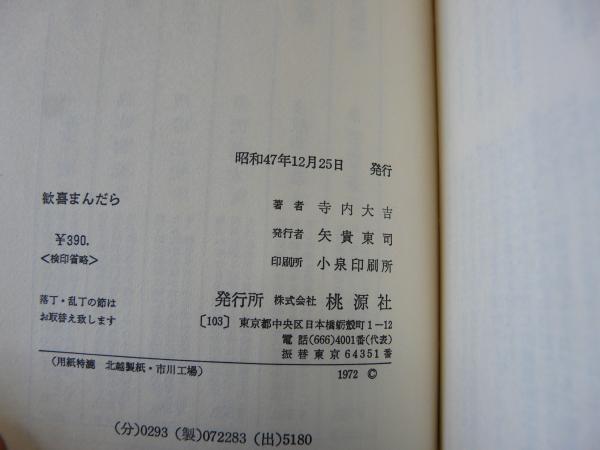 昭和47年12月25日　発行
歓喜まんだら
￥390.
＜検印省略＞
落丁・乱丁の節は
お取替え致します
著者 寺内大吉
発行者 矢貴東司
印刷所 小泉印刷所
発行所 株式会社 桃源社
〔103〕 東京都中央区日本橋蛎殻町1－12
電話(666)4001番(代表)
振替東京64351番
(用紙特漉　北越製紙・市川工場)
1972 ©
(分)0293 (製)072283 (出)5180